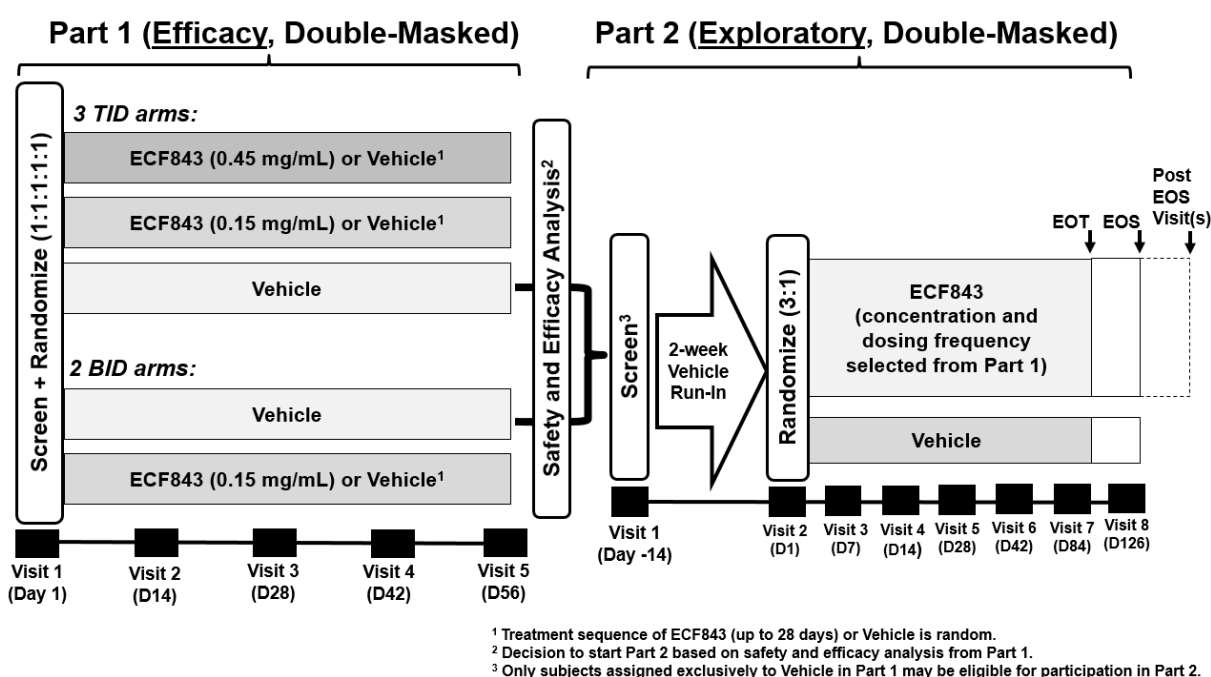 Part 1 (Efficacy, Double-Masked)
Part 2 (Exploratory, Double-Masked)
Screen + Randomize (1:1:1:1:1)
3 TID arms:
ECF843 (0.45 mg/mL) or Vehicle¹
ECF843 (0.15 mg/mL) or Vehicle¹
Vehicle
2 BID arms:
Vehicle
ECF843 (0.15 mg/mL) or Vehicle¹
Safety and Efficacy Analysis²
Screen³
2-week
Vehicle
Run-In
Randomize (3:1)
ECF843
(concentration and
dosing frequency
selected from Part 1)
Vehicle
EOT
EOS
Post
EOS
Visit(s)
Visit 1
(Day 1)
Visit 2
(D14)
Visit 3
(D28)
Visit 4
(D42)
Visit 5
(D56)
Visit 1
(Day -14)
Visit 2
(D1)
Visit 3
(D7)
Visit 4
(D14)
Visit 5
(D28)
Visit 6
(D42)
Visit 7
(D84)
Visit 8
(D126)
¹ Treatment sequence of ECF843 (up to 28 days) or Vehicle is random.
² Decision to start Part 2 based on safety and efficacy analysis from Part 1.
³ Only subjects assigned exclusively to Vehicle in Part 1 may be eligible for participation in Part 2.